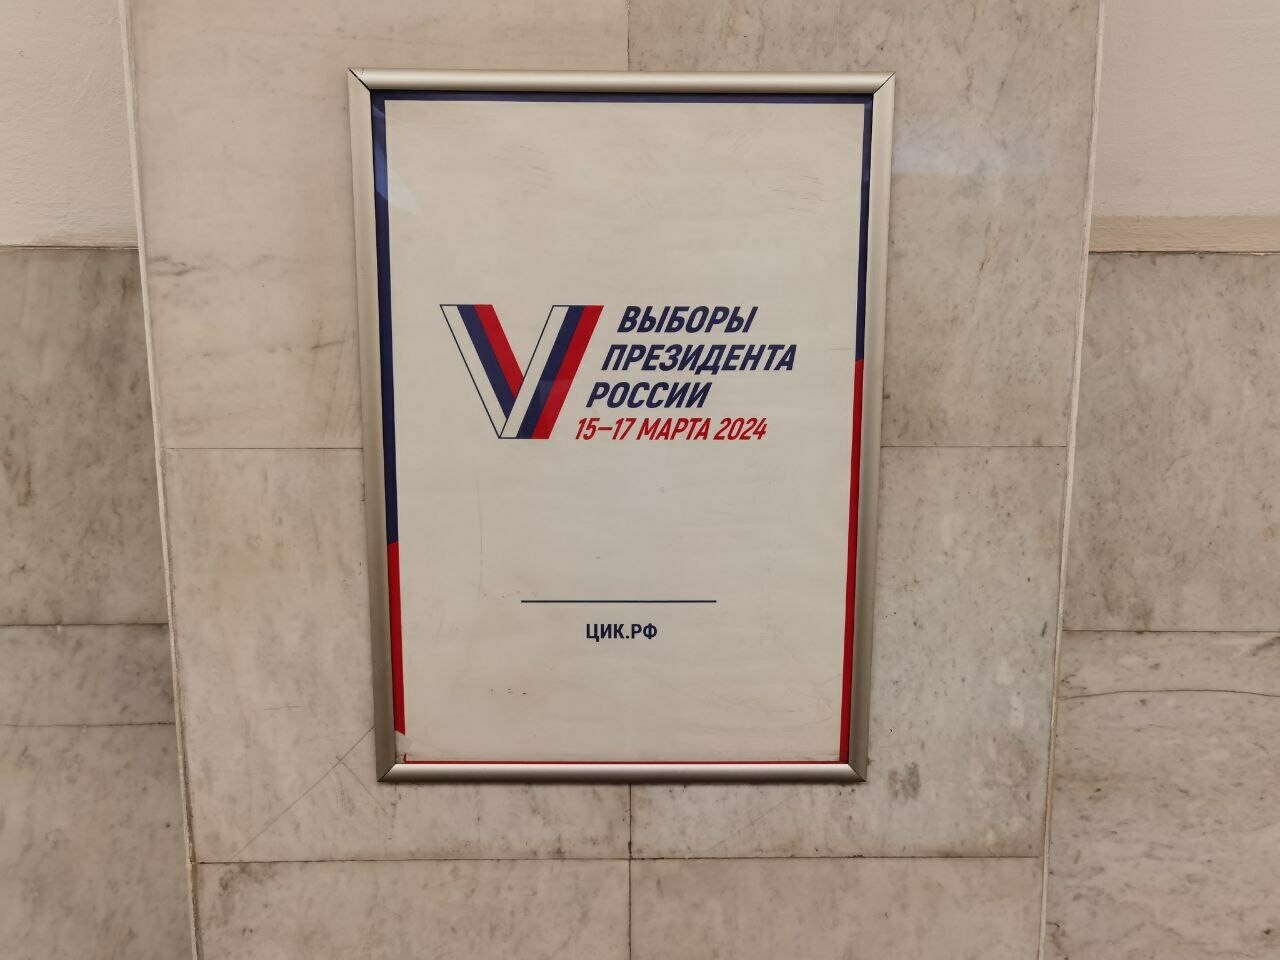 V
ВЫБОРЫ
ПРЕЗИДЕНТА
РОССИИ
15–17 МАРТА 2024
ЦИК.РФ